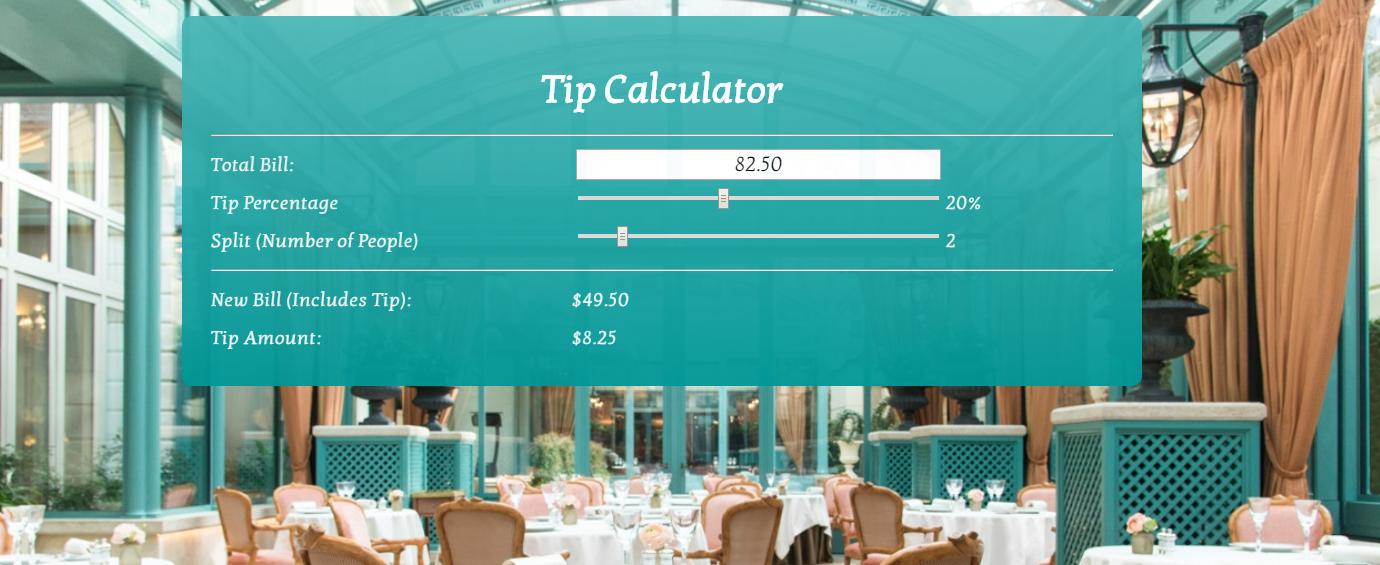 Tip Calculator
Total Bill: 82.50
Tip Percentage 20%
Split (Number of People) 2
New Bill (Includes Tip): $49.50
Tip Amount: $8.25